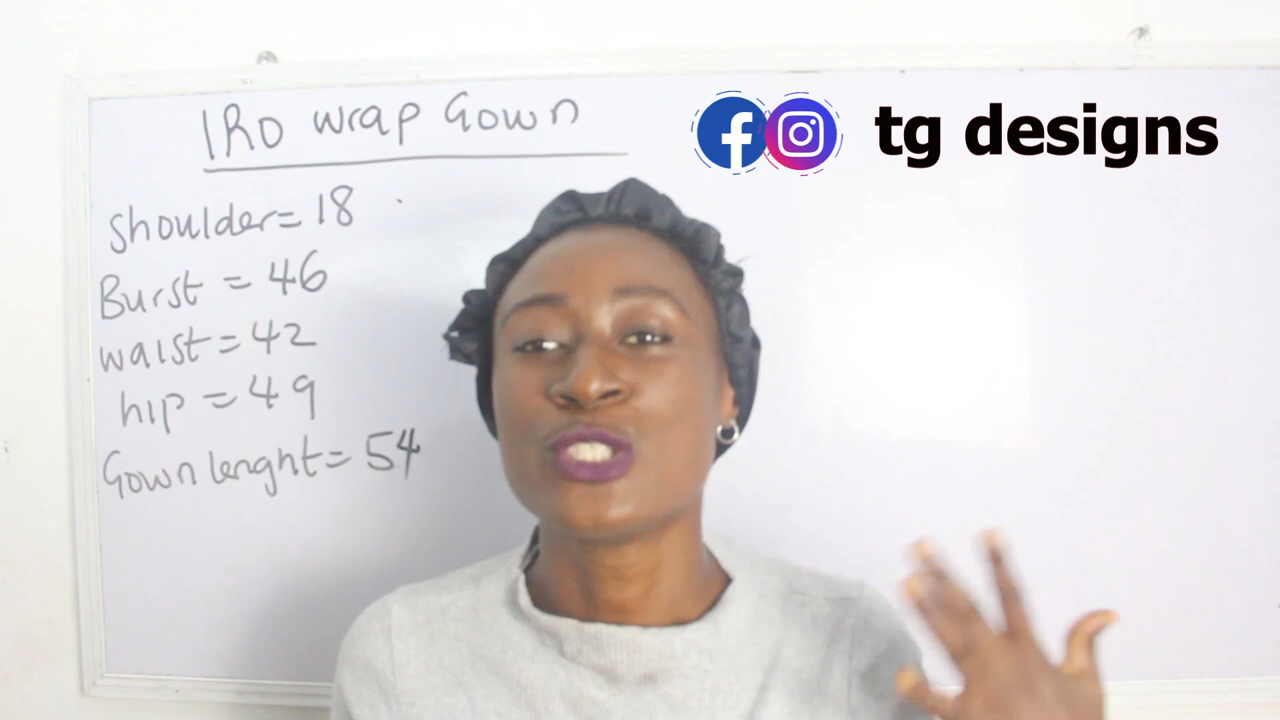 IRO wrap Gown
tg designs
shoulder = 18
Burst = 46
waist = 42
hip = 49
Gown lenght = 54